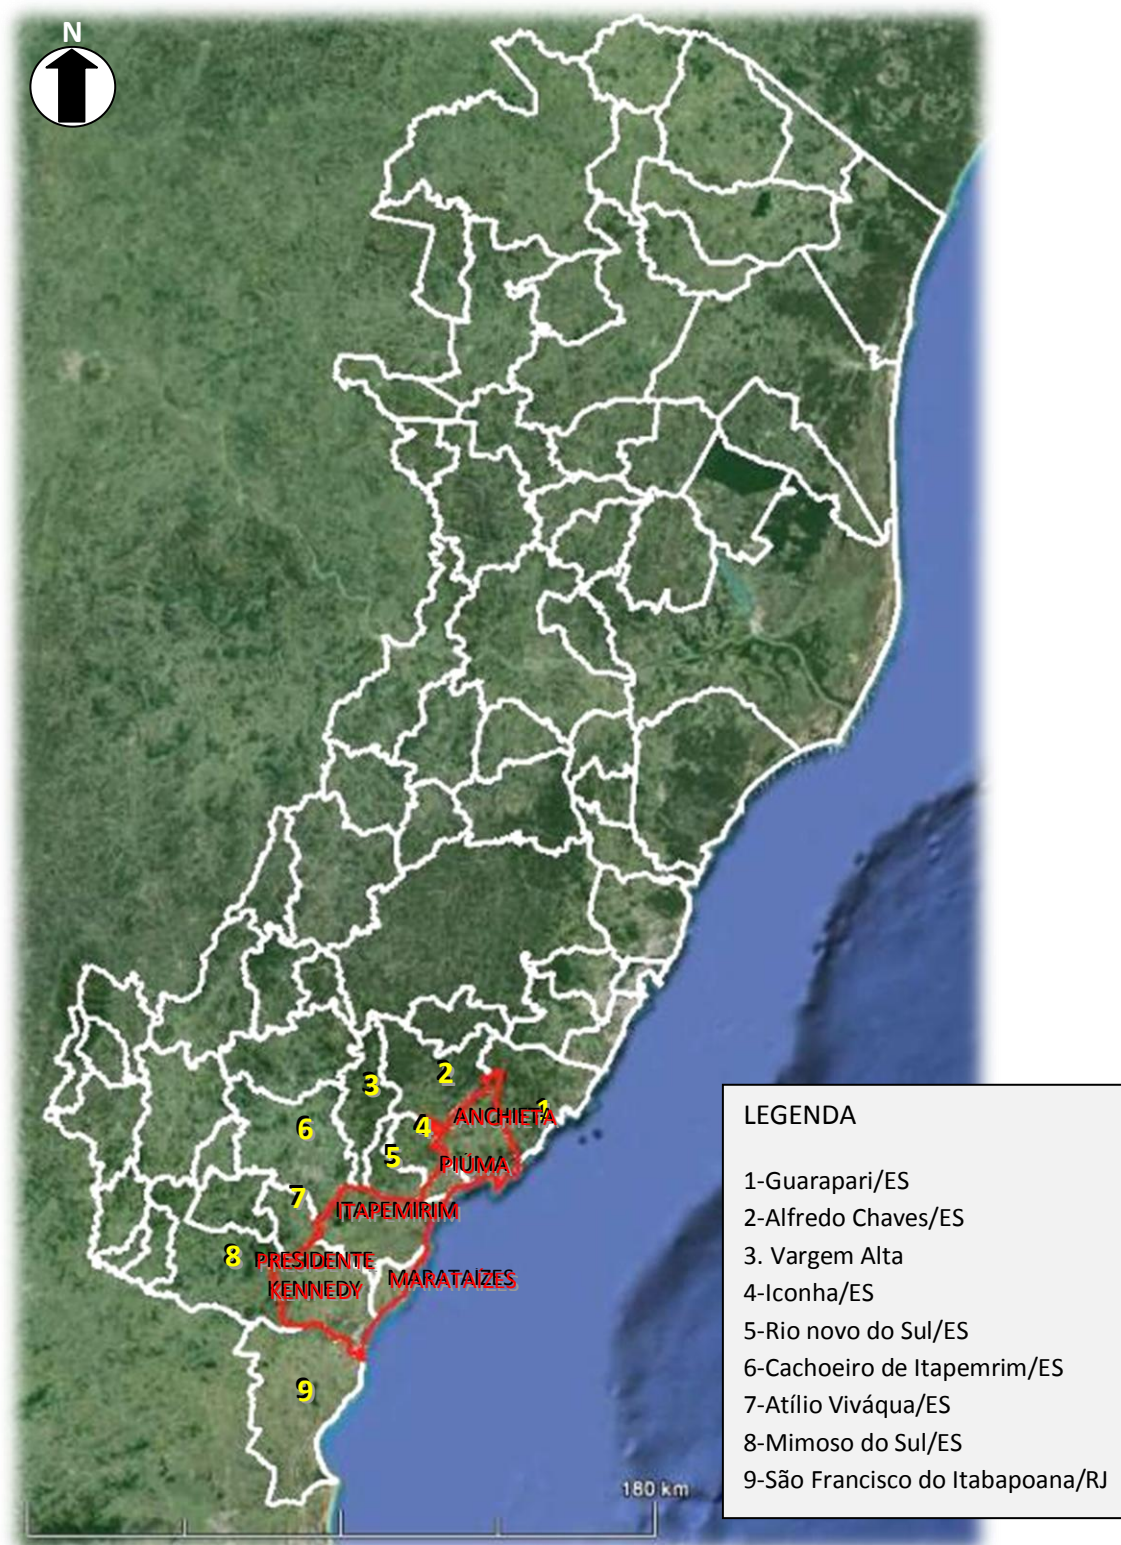 N
2
3
1
ANCHIETA
4
6
5
PIÚMA
7
ITAPEMIRIM
8
PRESIDENTE
KENNEDY
MARATAÍZES
9
180 km
LEGENDA
1-Guarapari/ES
2-Alfredo Chaves/ES
3. Vargem Alta
4-Iconha/ES
5-Rio novo do Sul/ES
6-Cachoeiro de Itapemrim/ES
7-Atílio Viváqua/ES
8-Mimoso do Sul/ES
9-São Francisco do Itabapoana/RJ